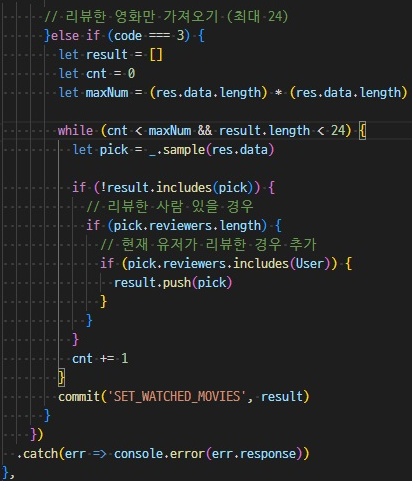 // 리뷰한 영화만 가져오기 (최대 24)
}else if (code === 3) {
let result = []
let cnt = 0
let maxNum = (res.data.length) * (res.data.length)
while (cnt < maxNum && result.length < 24) {
let pick = _.sample(res.data)
if (!result.includes(pick)) {
// 리뷰한 사람 있을 경우
if (pick.reviewers.length) {
// 현재 유저가 리뷰한 경우 추가
if (pick.reviewers.includes(User)) {
result.push(pick)
}
}
}
cnt += 1
}
commit('SET_WATCHED_MOVIES', result)
}
})
.catch(err => console.error(err.response))
},